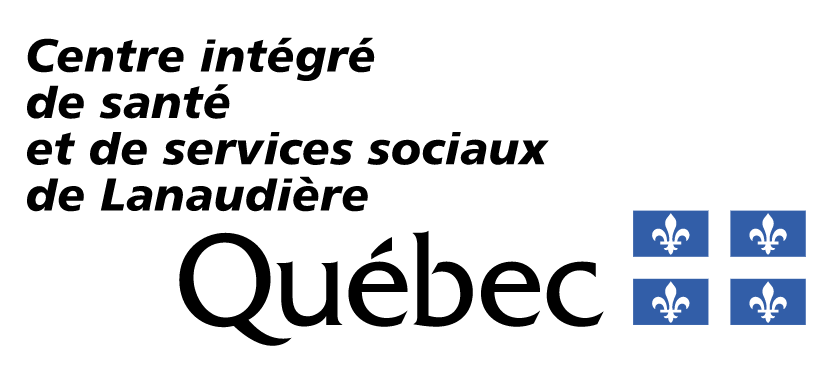 Centre intégré
de santé
et de services sociaux
de Lanaudière
Québec